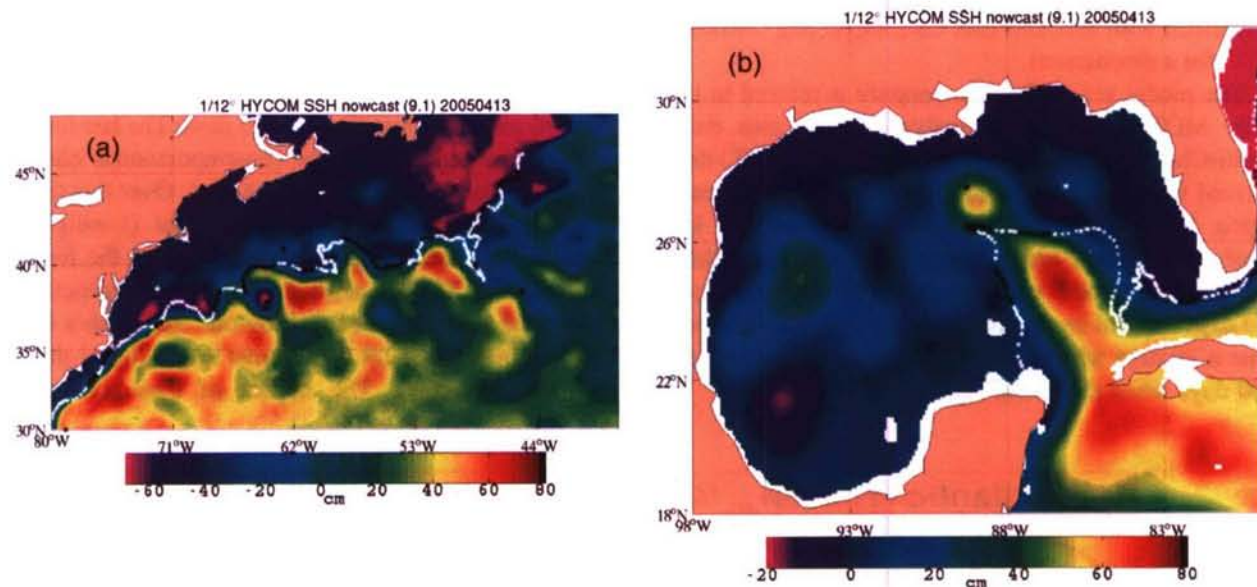 1/12° HYCOM SSH nowcast (9.1) 20050413
(a)
45°N
40°N
35°N
30°N
80°W 71°W 62°W 53°W 44°W
-60 -40 -20 0 20 40 60 80
cm
1/12° HYCOM SSH nowcast (9.1) 20050413
(b)
30°N
26°N
22°N
18°N
98°W 93°W 88°W 83°W
-20 0 20 40 60 80
cm